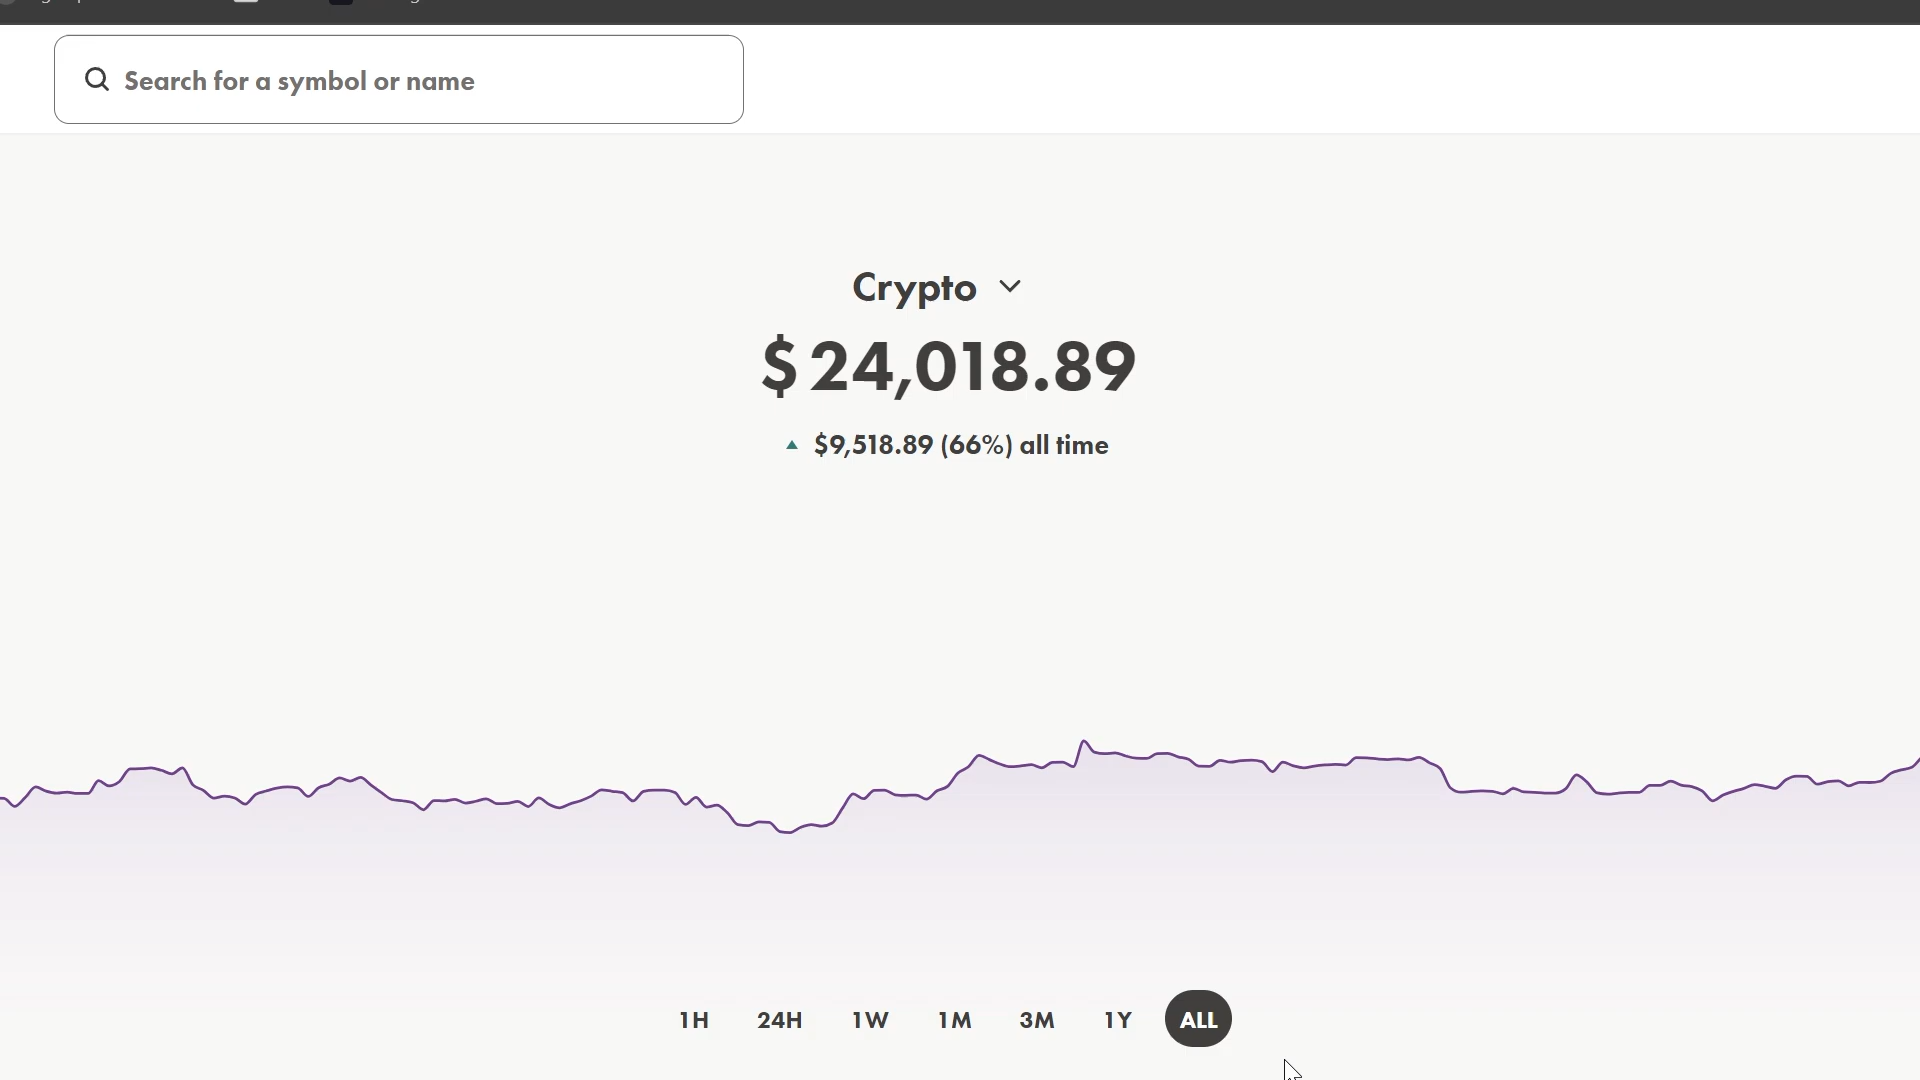 Search for a symbol or name
Crypto
$24,018.89
$9,518.89 (66%) all time
1H 24H 1W 1M 3M 1Y ALL